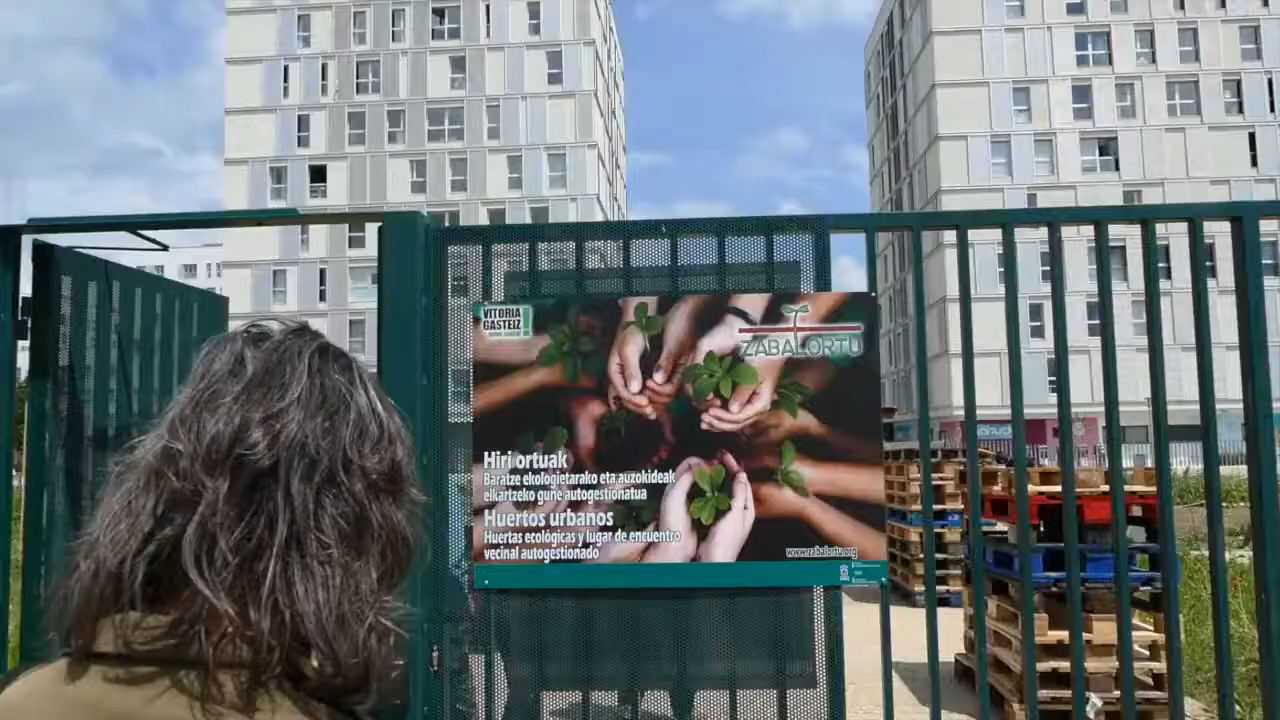 VITORIA
GASTEIZ
ZABALORTU
Hiri ortuak
Baratze ekologietarako eta auzokideak
elkartzeko gune autogestionatua
Huertos urbanos
Huertas ecológicas y lugar de encuentro
vecinal autogestionado
www.zabalortu.org